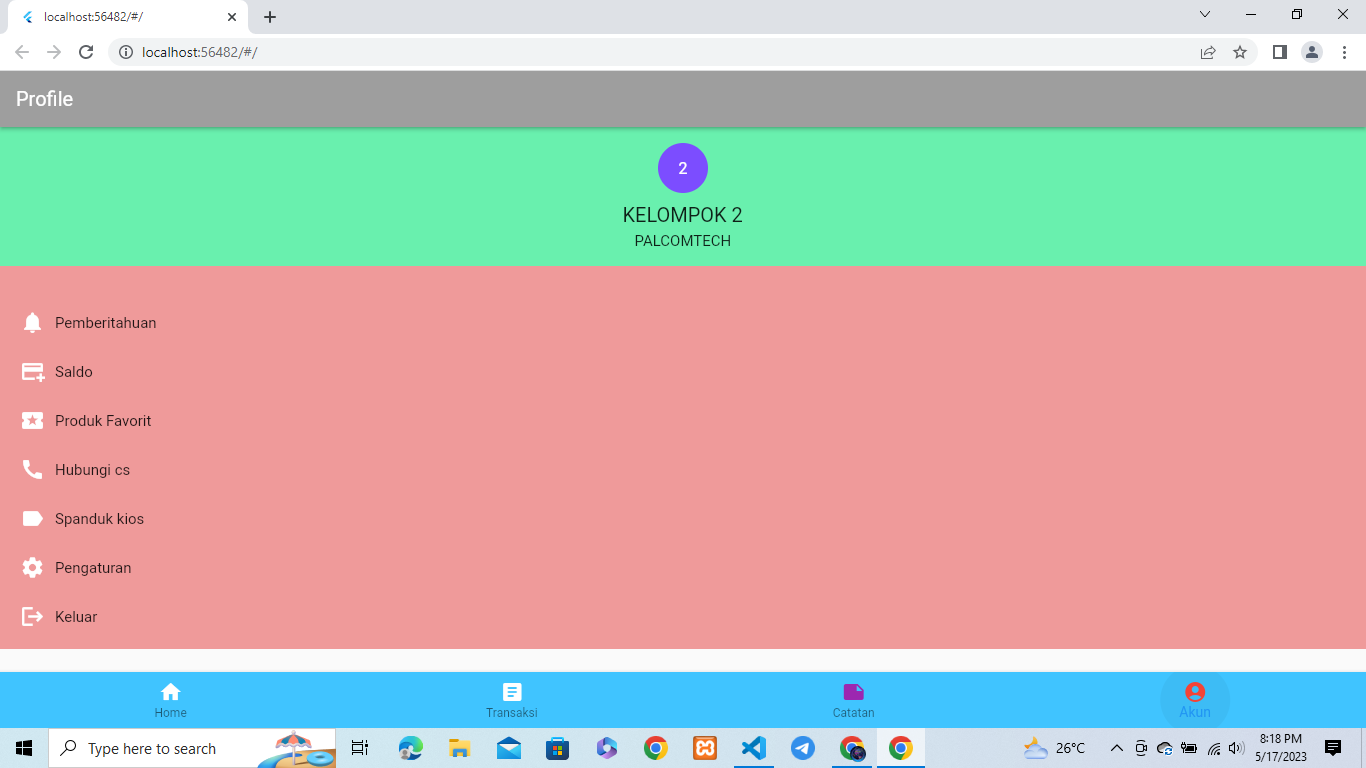 localhost:56482/#/
localhost:56482/#/
Profile
2
KELOMPOK 2
PALCOMTECH
Pemberitahuan
Saldo
Produk Favorit
Hubungi cs
Spanduk kios
Pengaturan
Keluar
Home
Transaksi
Catatan
Akun
Type here to search
26°C
8:18 PM
5/17/2023